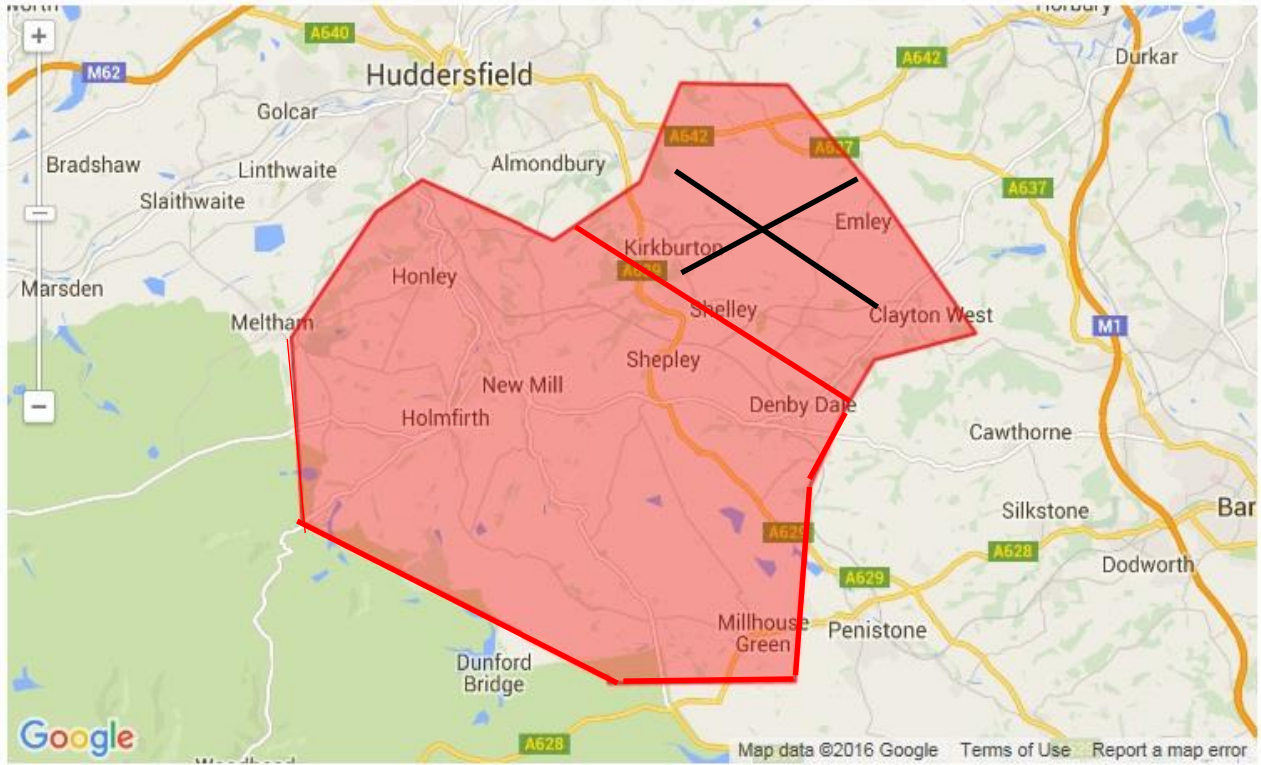 Horbury
A640
A642
Durkar
M62
Huddersfield
Golcar
A642
A637
Bradshaw
Linthwaite
Almondbury
A637
Slaithwaite
Emley
Kirkburton
A629
Honley
Marsden
Meltham
Shelley
Clayton West
M1
Shepley
New Mill
Denby Dale
Holmfirth
Cawthorne
Silkstone
Bar
A629
A628
Dodworth
A629
Millhouse
Green
Penistone
Dunford
Bridge
Google
A628
Map data ©2016 Google
Terms of Use
Report a map error